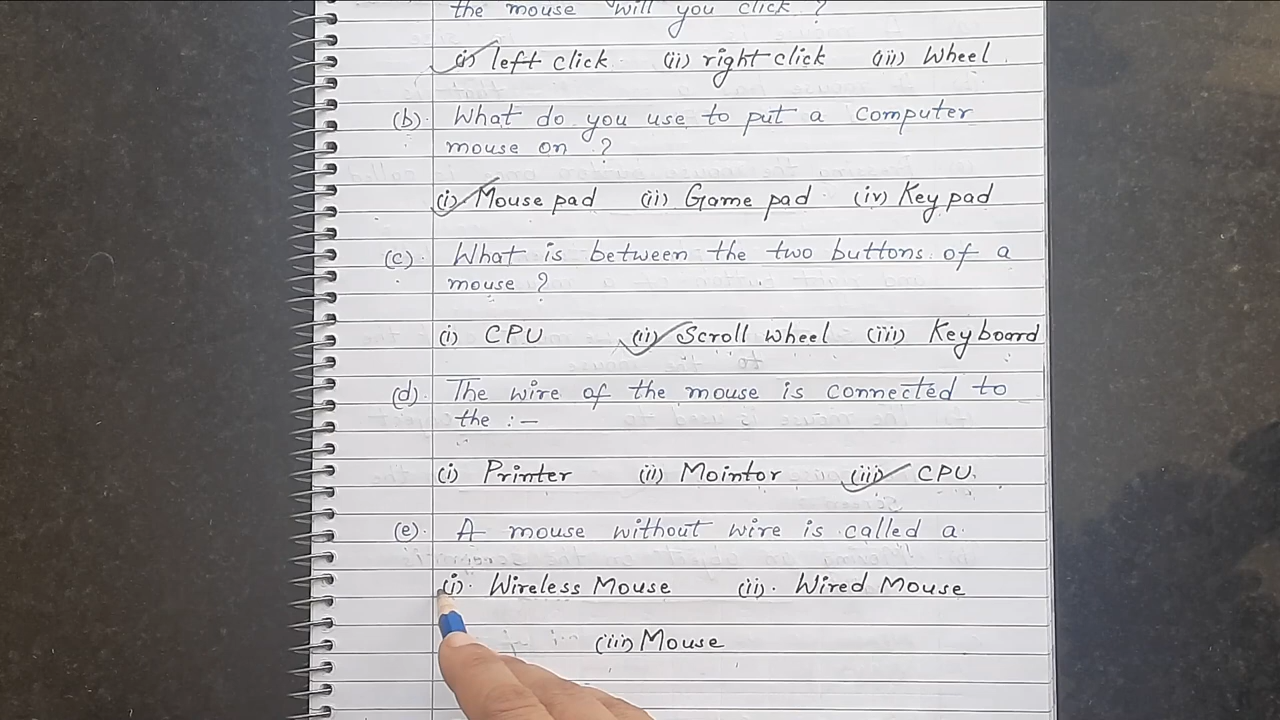 the mouse will you click ?
(i) left click (ii) right click (iii) Wheel
(b). What do you use to put a computer
mouse on ?
(i) Mouse pad (ii) Game pad (iv) Key pad
(c). What is between the two buttons of a
mouse ?
(i) CPU (ii) Scroll wheel (iii) Keyboard
(d). The wire of the mouse is connected to
the :-
(i) Printer (ii) Mointor (iii) CPU.
(e). A mouse without wire is called a.
(i). Wireless Mouse (ii). Wired Mouse
(iii) Mouse